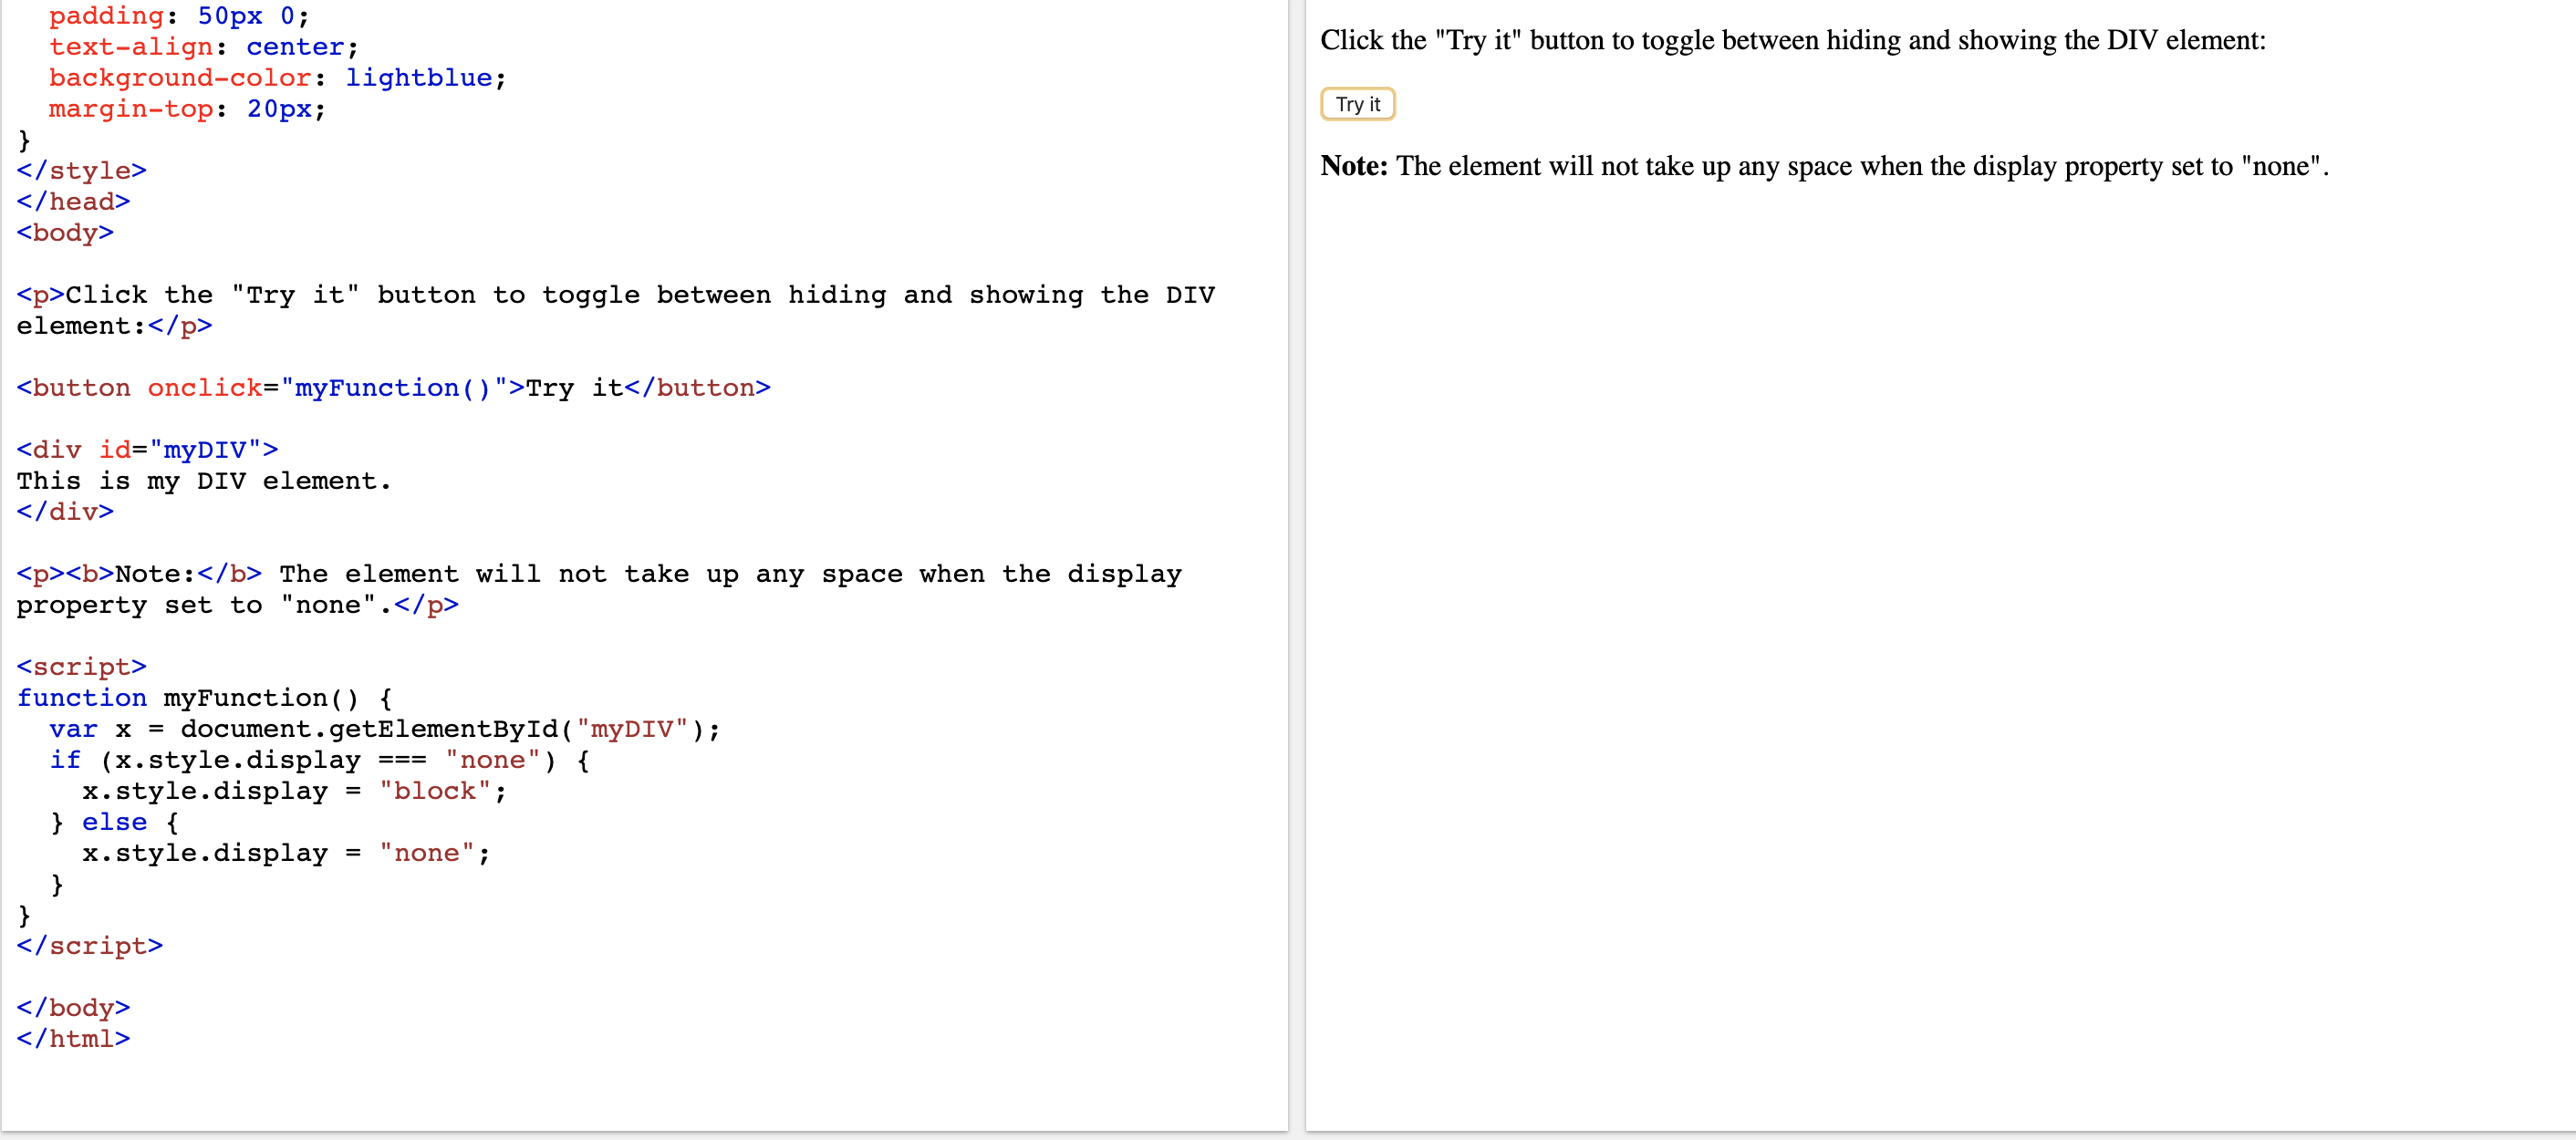 padding: 50px 0;
text-align: center;
background-color: lightblue;
margin-top: 20px;
}
</style>
</head>
<body>
<p>Click the "Try it" button to toggle between hiding and showing the DIV
element:</p>
<button onclick="myFunction()">Try it</button>
<div id="myDIV">
This is my DIV element.
</div>
<p><b>Note:</b> The element will not take up any space when the display
property set to "none".</p>
<script>
function myFunction() {
var x = document.getElementById("myDIV");
if (x.style.display === "none") {
x.style.display = "block";
} else {
x.style.display = "none";
}
}
</script>
</body>
</html>
Click the "Try it" button to toggle between hiding and showing the DIV element:
Try it
Note: The element will not take up any space when the display property set to "none".